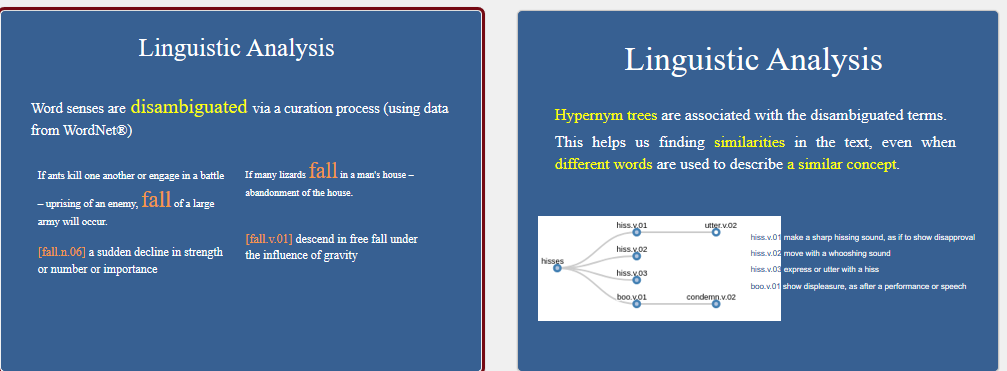 Linguistic Analysis
Word senses are disambiguated via a curation process (using data
from WordNet®)
If ants kill one another or engage in a battle
– uprising of an enemy, fall of a large
army will occur.
[fall.n.06] a sudden decline in strength
or number or importance
If many lizards fall in a man's house –
abandonment of the house.
[fall.v.01] descend in free fall under
the influence of gravity
Linguistic Analysis
Hypernym trees are associated with the disambiguated terms.
This helps us finding similarities in the text, even when
different words are used to describe a similar concept.
hisses
hiss.v.01
utter.v.02
hiss.v.02
hiss.v.03
boo.v.01
condemn.v.02
hiss.v.01 make a sharp hissing sound, as if to show disapproval
hiss.v.02 move with a whooshing sound
hiss.v.03 express or utter with a hiss
boo.v.01 show displeasure, as after a performance or speech